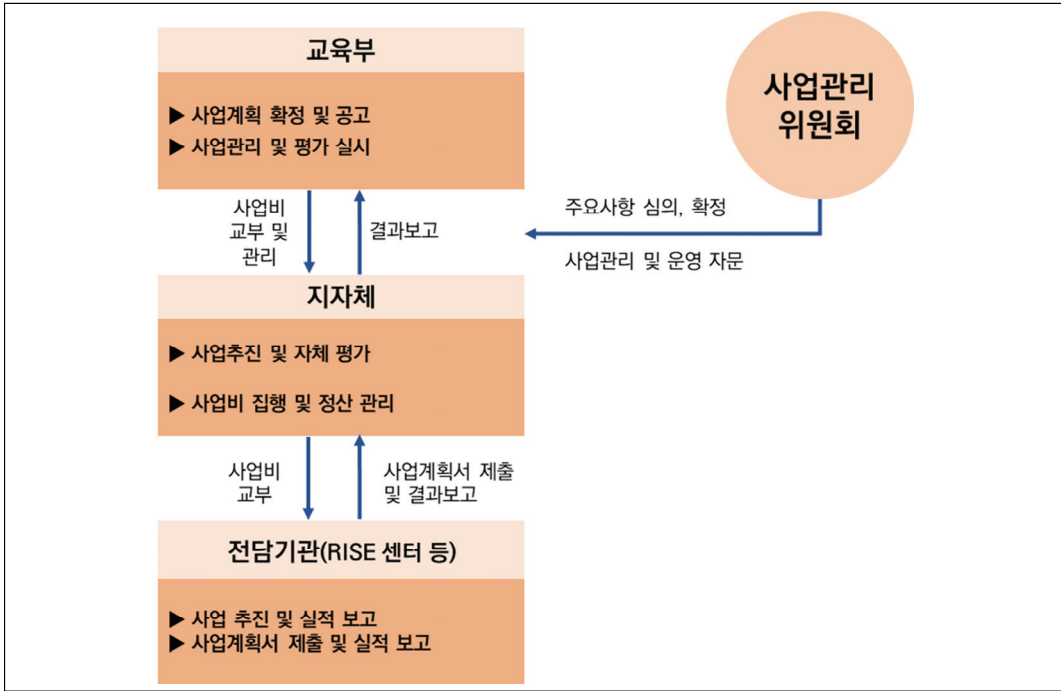 교육부
▶ 사업계획 확정 및 공고
▶ 사업관리 및 평가 실시
사업관리
위원회
사업비
교부 및
관리
결과보고
주요사항 심의, 확정
사업관리 및 운영 자문
지자체
▶ 사업추진 및 자체 평가
▶ 사업비 집행 및 정산 관리
사업비
교부
사업계획서 제출
및 결과보고
전담기관(RISE 센터 등)
▶ 사업 추진 및 실적 보고
▶ 사업계획서 제출 및 실적 보고